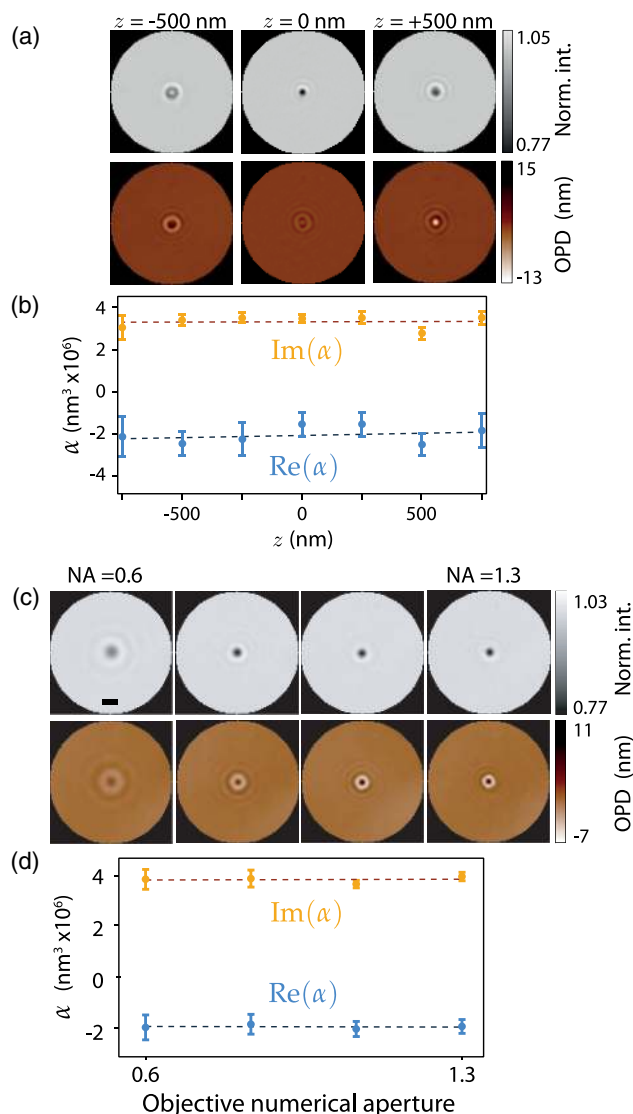 (a)
z = -500 nm z = 0 nm z = +500 nm
1.05
Norm. int.
0.77
15
OPD (nm)
-13
(b)
4
2
0
-2
-4
α (nm³ x10⁶)
Im(α)
Re(α)
-500 0 500
z (nm)
(c)
NA =0.6 NA =1.3
1.03
Norm. int.
0.77
11
OPD (nm)
-7
(d)
4
2
0
-2
α (nm³ x10⁶)
Im(α)
Re(α)
0.6 1.3
Objective numerical aperture